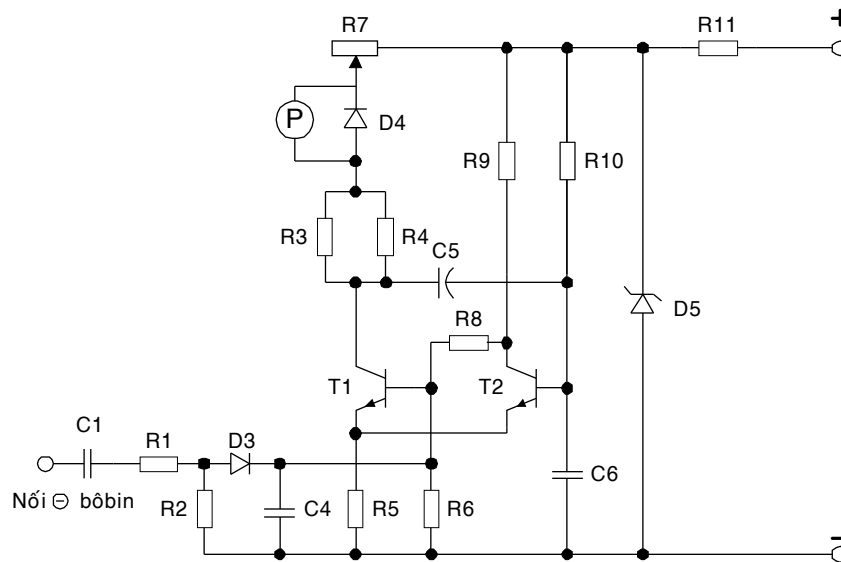 R7
R11
+
P
D4
R9
R10
R3
R4
C5
D5
R8
T1
T2
C1
R1
D3
C6
Nối ⊖ bôbin
R2
C4
R5
R6
−